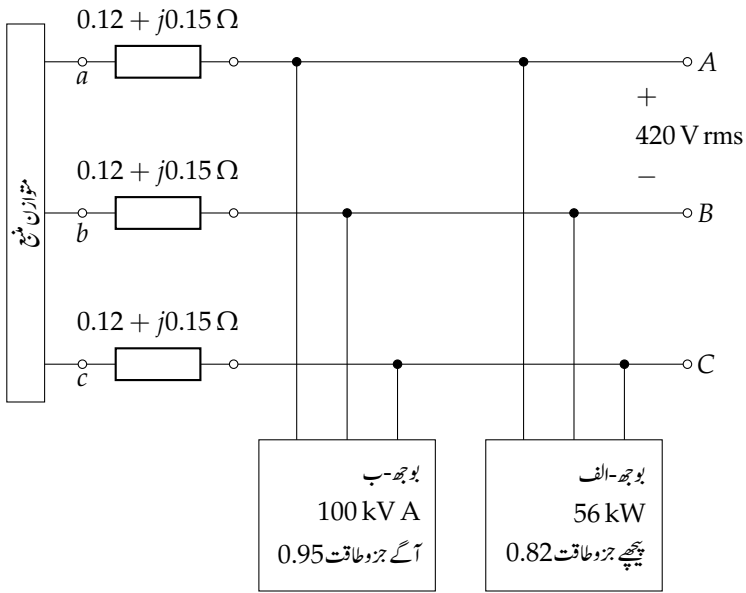 0.12 + j0.15 Ω
a
A
+
420 V rms
−
0.12 + j0.15 Ω
b
B
متوازن منبع
0.12 + j0.15 Ω
c
C
بوجھ-ب
100 kV A
آگے جزو طاقت 0.95
بوجھ-الف
56 kW
پیچھے جزو طاقت 0.82